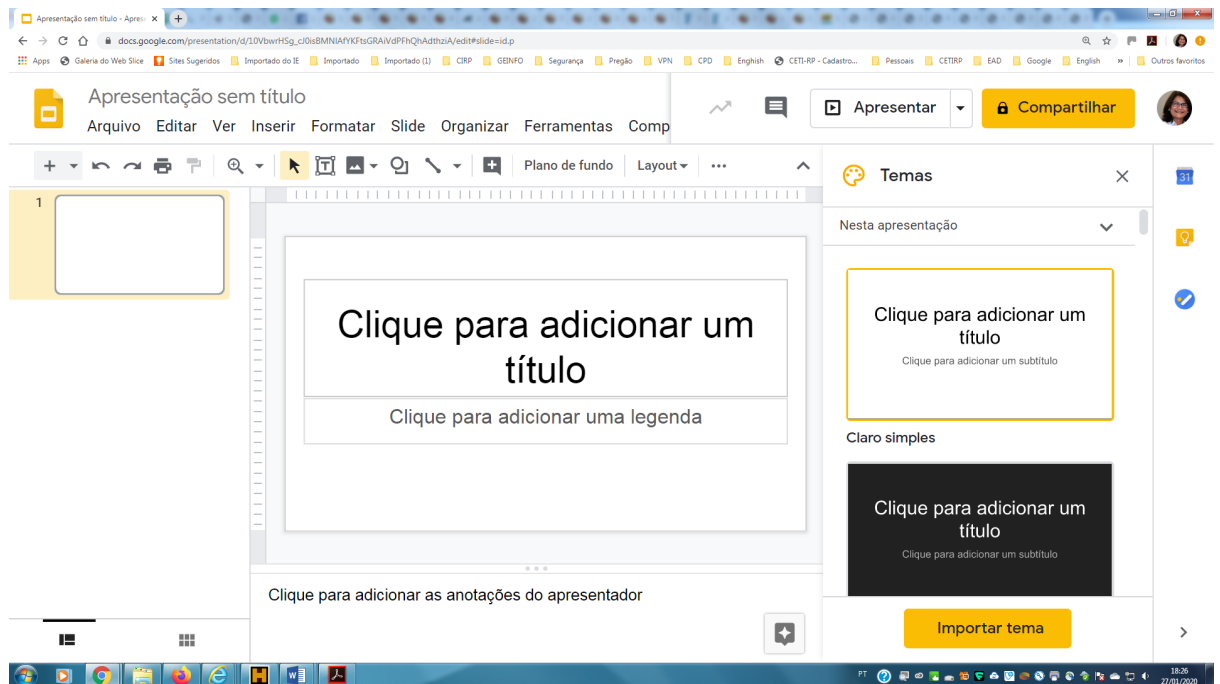 Apresentação sem título - Aprese
docs.google.com/presentation/d/10VbwrHSg_cJ0isBMNIAfYKFtsGRAiVdPFhQhAdthziA/edit#slide=id.p
Apps Galeria do Web Slice Sites Sugeridos Importado do IE Importado Importado (1) CIRP GEINFO Segurança Pregão VPN CPD Enghish CETI-RP - Cadastro... Pessoais CETIRP EAD Google English » Outros favoritos
Apresentação sem título
Arquivo Editar Ver Inserir Formatar Slide Organizar Ferramentas Comp
Apresentar
Compartilhar
Plano de fundo Layout
Temas
31
1
Nesta apresentação
Clique para adicionar um
título
Clique para adicionar uma legenda
Clique para adicionar um
título
Clique para adicionar um subtítulo
Claro simples
Clique para adicionar um
título
Clique para adicionar um subtítulo
Clique para adicionar as anotações do apresentador
Importar tema
PT
18:26
27/01/2020